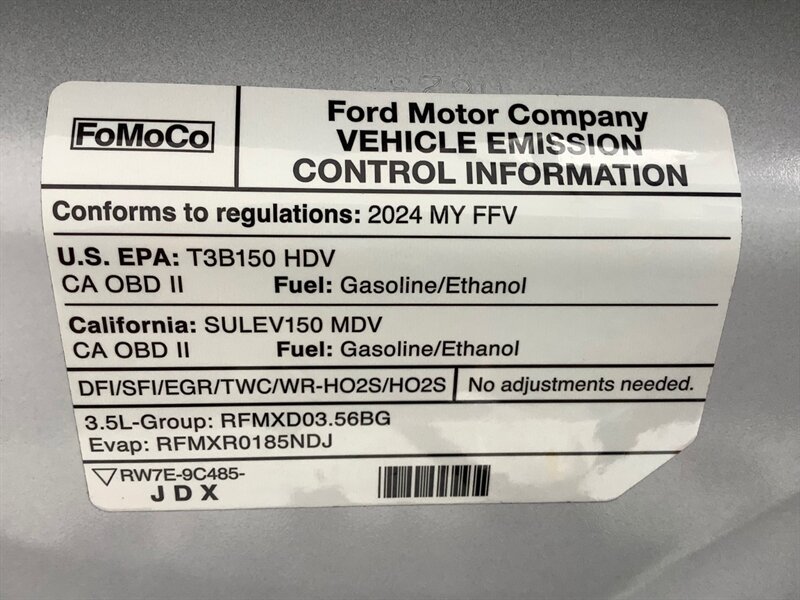 FoMoCo
Ford Motor Company
VEHICLE EMISSION
CONTROL INFORMATION
Conforms to regulations: 2024 MY FFV
U.S. EPA: T3B150 HDV
CA OBD II Fuel: Gasoline/Ethanol
California: SULEV150 MDV
CA OBD II Fuel: Gasoline/Ethanol
DFI/SFI/EGR/TWC/WR-HO2S/HO2S No adjustments needed.
3.5L-Group: RFMXD03.56BG
Evap: RFMXR0185NDJ
RW7E-9C485-
JDX